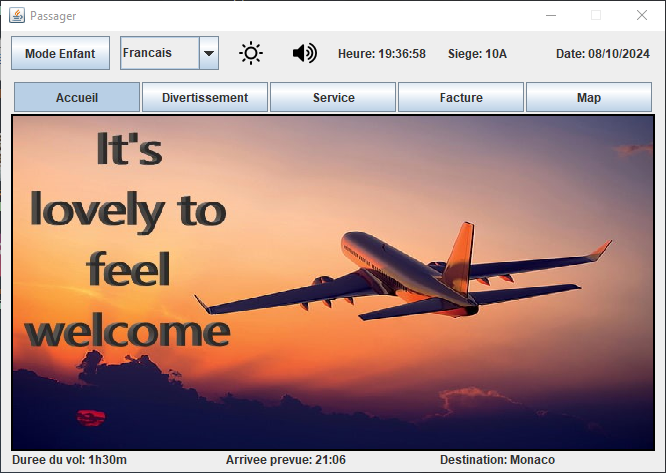 Passager
Mode Enfant
Francais
Heure: 19:36:58
Siege: 10A
Date: 08/10/2024
Accueil
Divertissement
Service
Facture
Map
It's
lovely to
feel
welcome
Duree du vol: 1h30m
Arrivee prevue: 21:06
Destination: Monaco